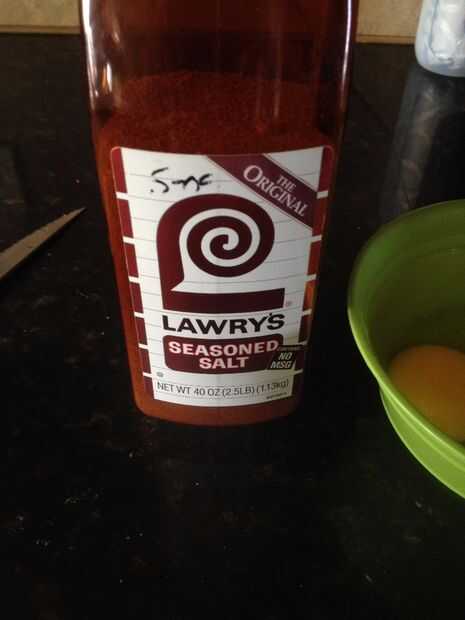 THE
ORIGINAL
LAWRY'S
SEASONED
SALT
NO
MSG
NET WT 40 OZ (2.5LB) (1.13kg)